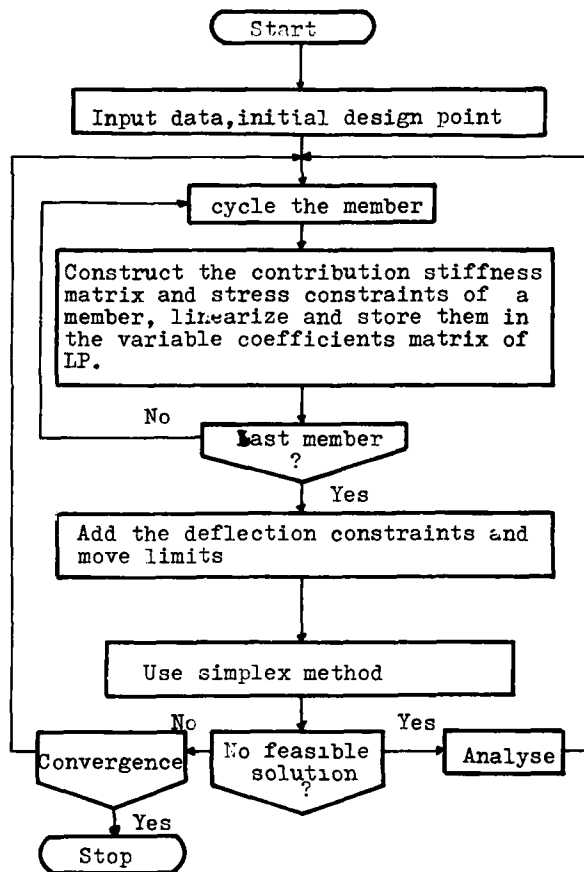 Start
Input data,initial design point
cycle the member
Construct the contribution stiffness
matrix and stress constraints of a
member, linearize and store them in
the variable coefficients matrix of
LP.
No
Last member
?
Yes
Add the deflection constraints and
move limits
Use simplex method
No
Yes
Convergence
No feasible
solution
?
Analyse
Yes
Stop